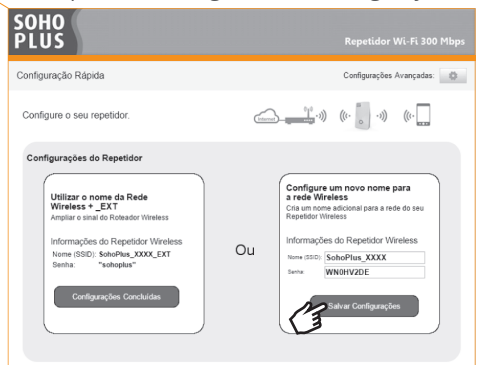 SOHO
PLUS
Repetidor Wi-Fi 300 Mbps
Configuração Rápida
Configurações Avançadas:
Configure o seu repetidor.
Internet
Configurações do Repetidor
Utilizar o nome da Rede
Wireless + _EXT
Ampliar o sinal do Roteador Wireless
Informações do Repetidor Wireless
Nome (SSID): SohoPlus_XXXX_EXT
Senha: "sohoplus"
Configurações Concluídas
Ou
Configure um novo nome para
a rede Wireless
Cria um nome adicional para a rede do seu
Repetidor Wireless
Informações do Repetidor Wireless
Nome (SSID): SohoPlus_XXXX
Senha WN0HV2DE
Salvar Configurações